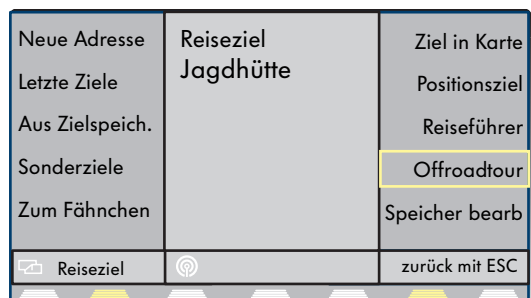 Neue Adresse
Letzte Ziele
Aus Zielspeich.
Sonderziele
Zum Fähnchen
Reiseziel
Jagdhütte
Ziel in Karte
Positionsziel
Reiseführer
Offroadtour
Speicher bearb
Reiseziel
zurück mit ESC